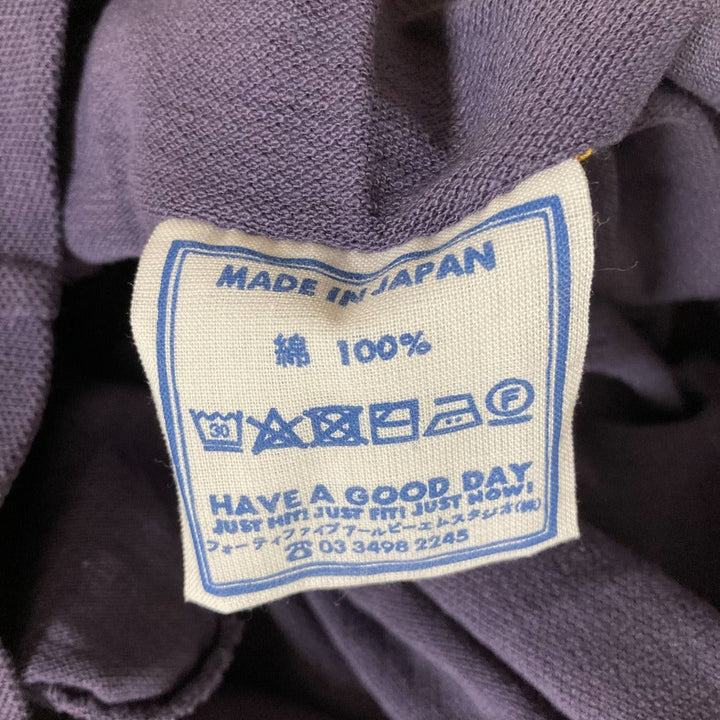 MADE IN JAPAN
綿 100%
30 F
HAVE A GOOD DAY
JUST HIT! JUST FIT! JUST NOW!
フォーティファイブアールピーエムスタジオ(株)
☎03 3498 2245